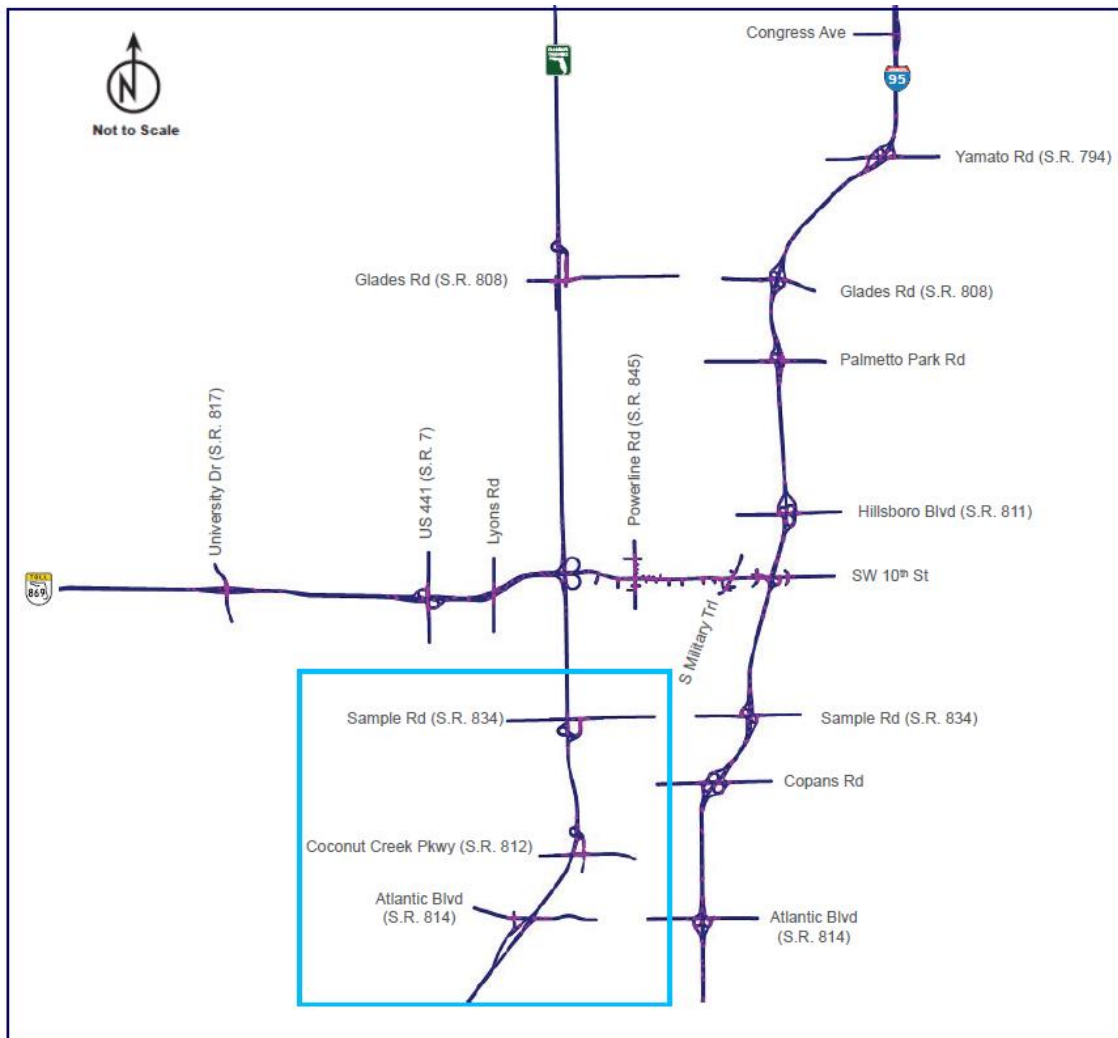 Congress Ave
95
N
Not to Scale
Yamato Rd (S.R. 794)
Glades Rd (S.R. 808)
Glades Rd (S.R. 808)
Palmetto Park Rd
University Dr (S.R. 817)
US 441 (S.R. 7)
Lyons Rd
Powerline Rd (S.R. 845)
Hillsboro Blvd (S.R. 811)
TOLL
869
SW 10th St
S Military Trl
Sample Rd (S.R. 834)
Sample Rd (S.R. 834)
Copans Rd
Coconut Creek Pkwy (S.R. 812)
Atlantic Blvd
(S.R. 814)
Atlantic Blvd
(S.R. 814)